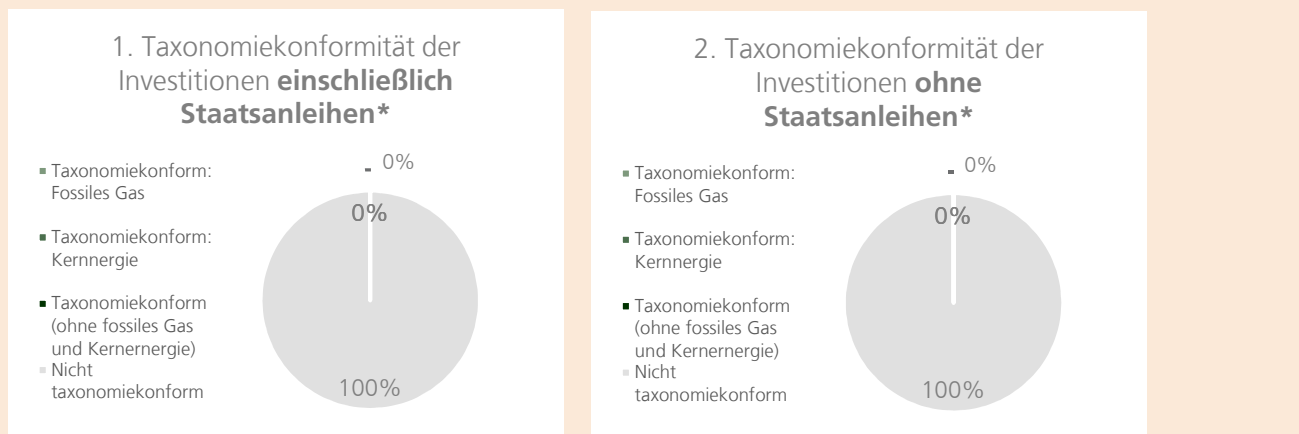 1. Taxonomiekonformität der
Investitionen einschließlich
Staatsanleihen*
Taxonomiekonform:
Fossiles Gas
Taxonomiekonform:
Kernnergie
Taxonomiekonform
(ohne fossiles Gas
und Kernernergie)
Nicht
taxonomiekonform
0%
0%
100%
2. Taxonomiekonformität der
Investitionen ohne
Staatsanleihen*
Taxonomiekonform:
Fossiles Gas
Taxonomiekonform:
Kernnergie
Taxonomiekonform
(ohne fossiles Gas
und Kernernergie)
Nicht
taxonomiekonform
0%
0%
100%